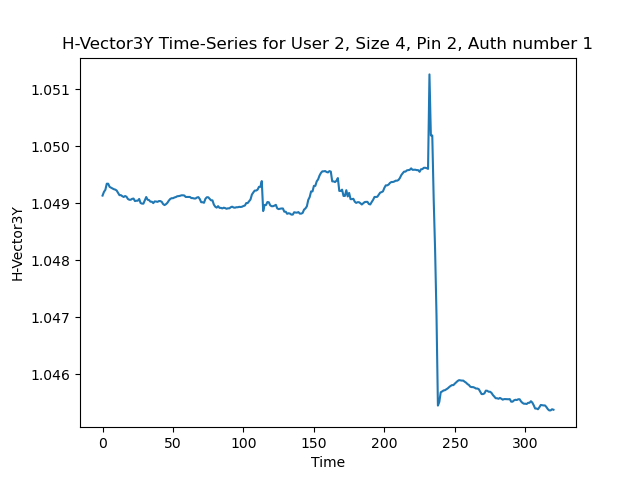 H-Vector3Y Time-Series for User 2, Size 4, Pin 2, Auth number 1
1.051
1.050
1.049
1.048
1.047
1.046
H-Vector3Y
0 50 100 150 200 250 300
Time